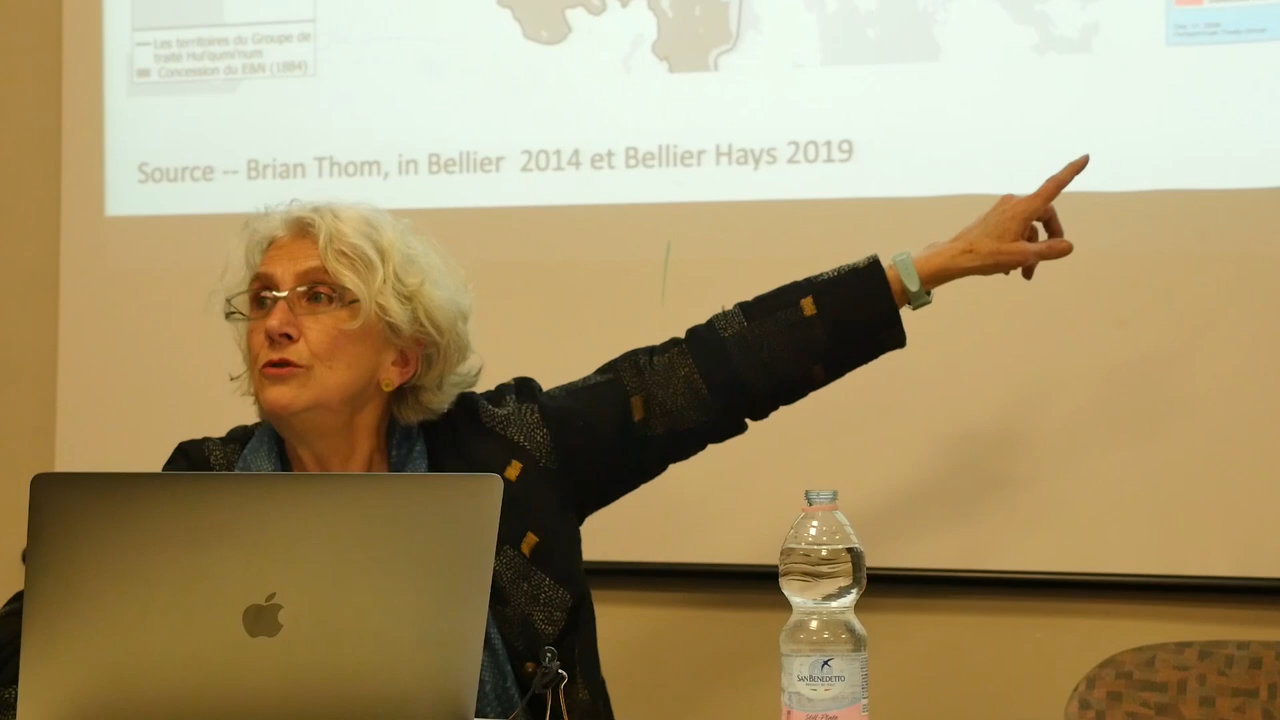 Les territoires du Groupe de
traité Hul'qumi'num
Concession du E&N (1884)
Source -- Brian Thom, in Bellier 2014 et Bellier Hays 2019
SAN BENEDETTO